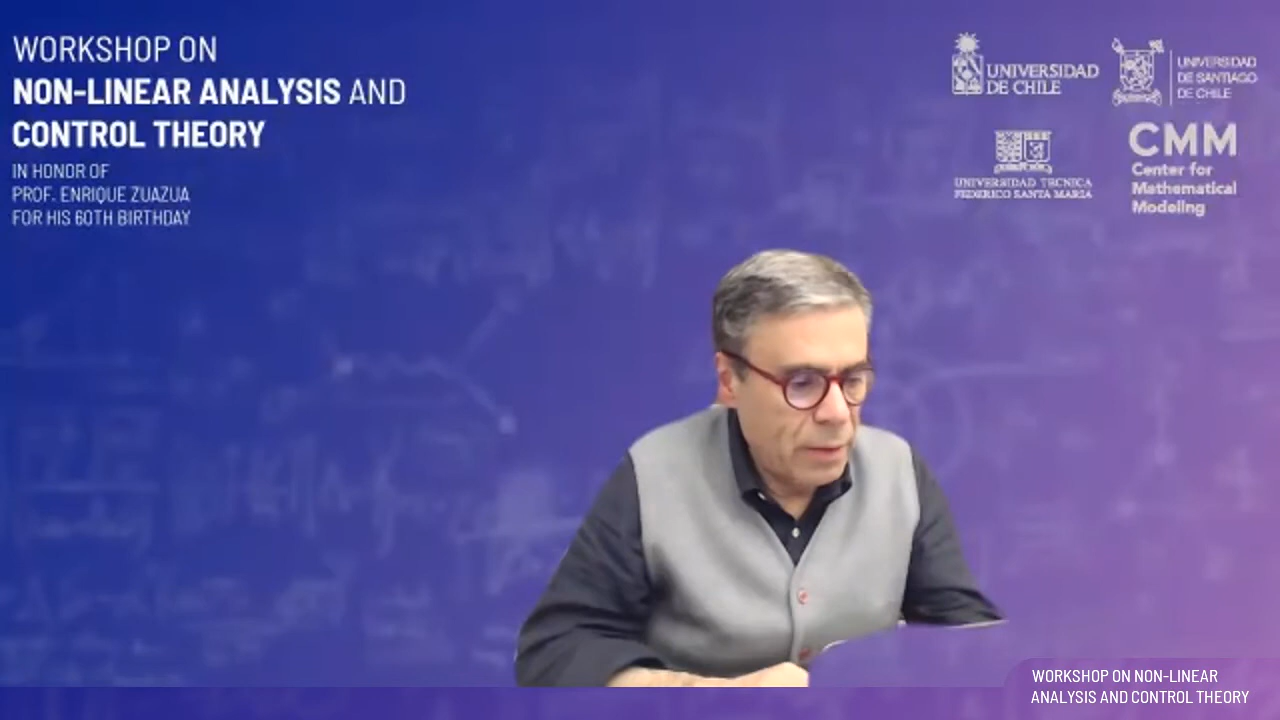 WORKSHOP ON
NON-LINEAR ANALYSIS AND
CONTROL THEORY
IN HONOR OF
PROF. ENRIQUE ZUAZUA
FOR HIS 60TH BIRTHDAY
UNIVERSIDAD
DE CHILE
UNIVERSIDAD
DE SANTIAGO
DE CHILE
UNIVERSIDAD TECNICA
FEDERICO SANTA MARIA
CMM
Center for
Mathematical
Modeling
WORKSHOP ON NON-LINEAR
ANALYSIS AND CONTROL THEORY